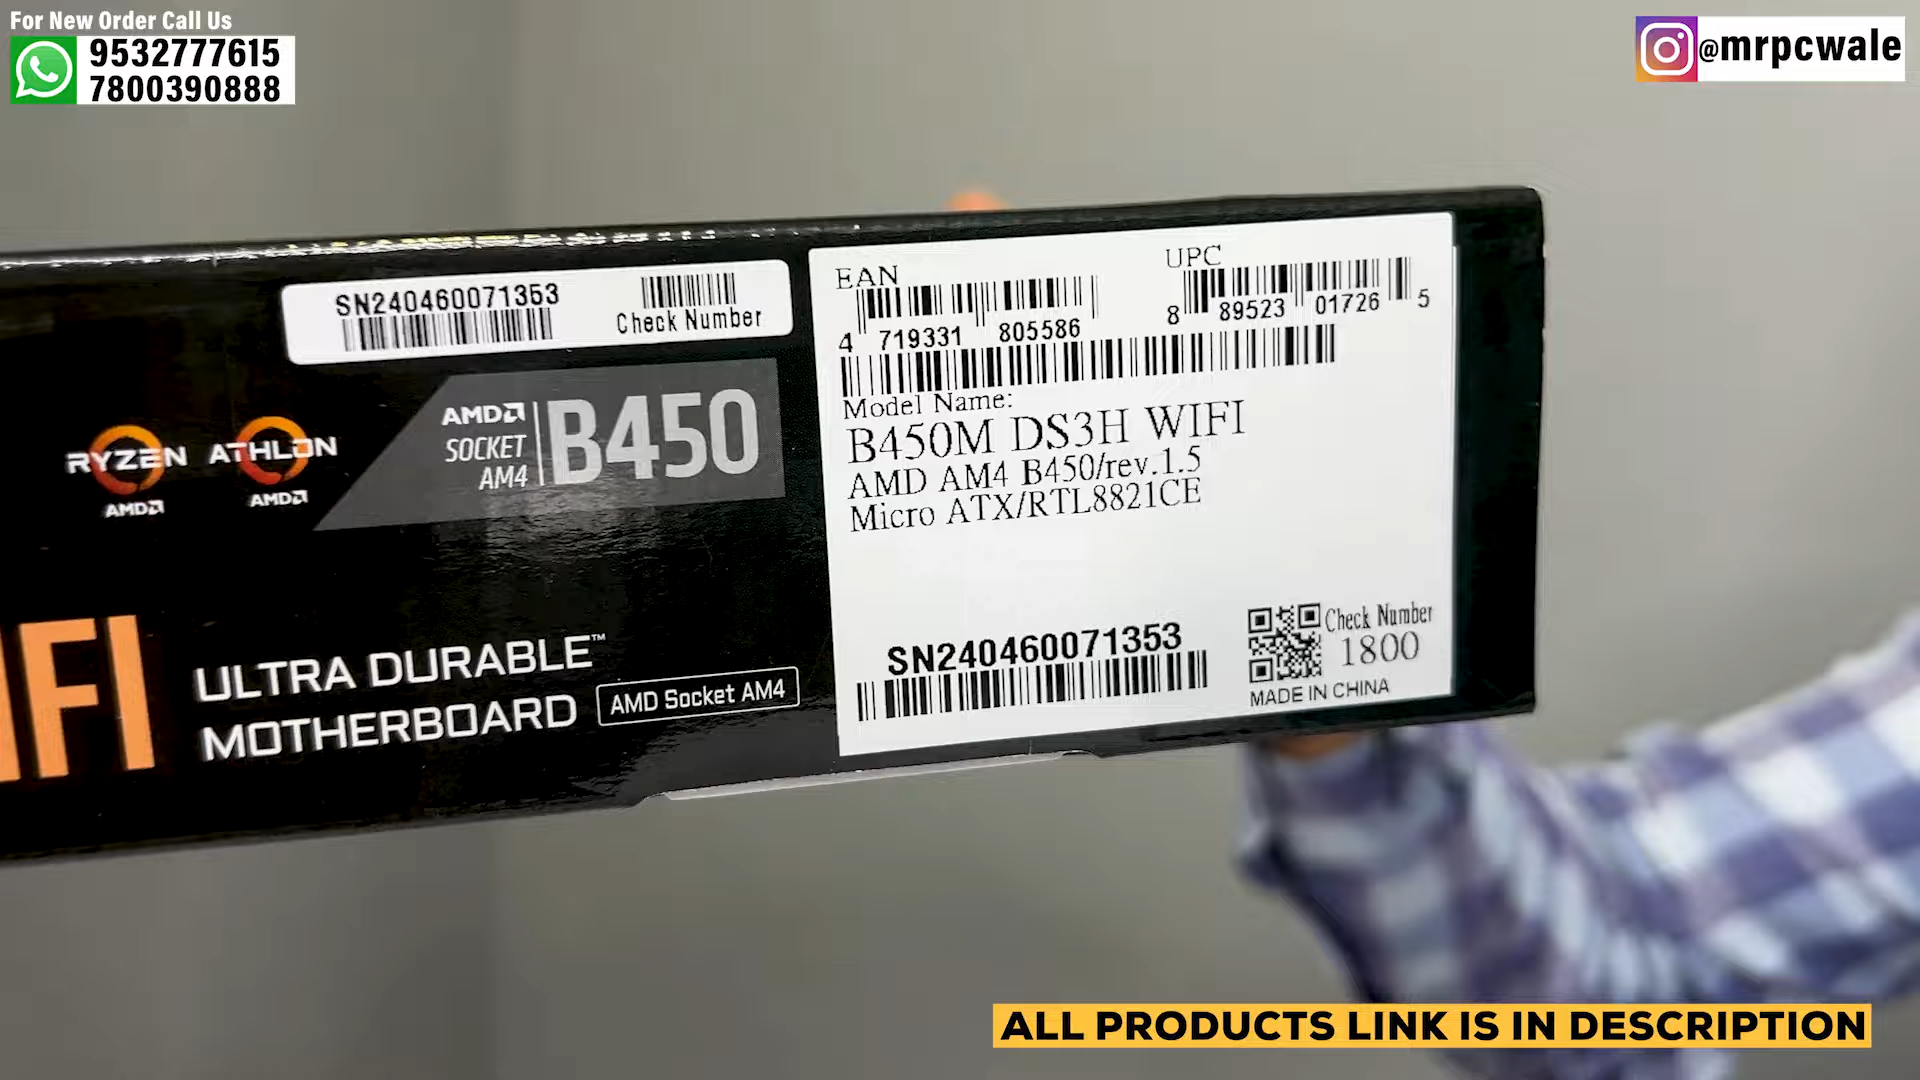 For New Order Call Us
9532777615
7800390888
@mrpcwale
SN240460071353
Check Number
EAN
4 719331 805586
UPC
8 89523 01726 5
Model Name:
B450M DS3H WIFI
AMD AM4 B450/rev.1.5
Micro ATX/RTL8821CE
SN240460071353
Check Number
1800
MADE IN CHINA
RYZEN
AMD
ATHLON
AMD
AMD
SOCKET
AM4
B450
IFI
ULTRA DURABLE™
MOTHERBOARD
AMD Socket AM4
ALL PRODUCTS LINK IS IN DESCRIPTION